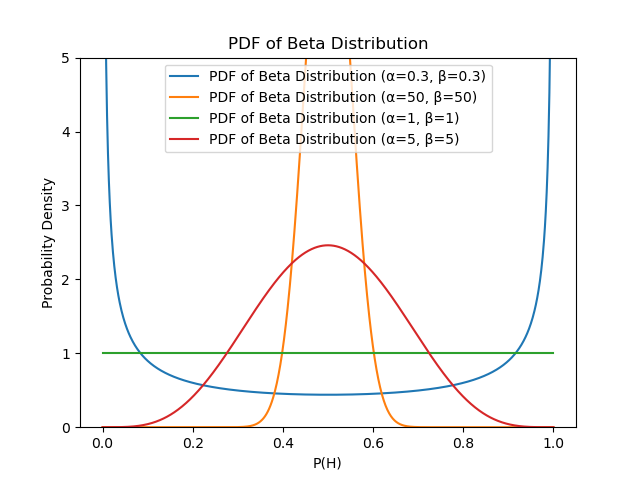 PDF of Beta Distribution
PDF of Beta Distribution (α=0.3, β=0.3)
PDF of Beta Distribution (α=50, β=50)
PDF of Beta Distribution (α=1, β=1)
PDF of Beta Distribution (α=5, β=5)
Probability Density
5
4
3
2
1
0
0.0 0.2 0.4 0.6 0.8 1.0
P(H)